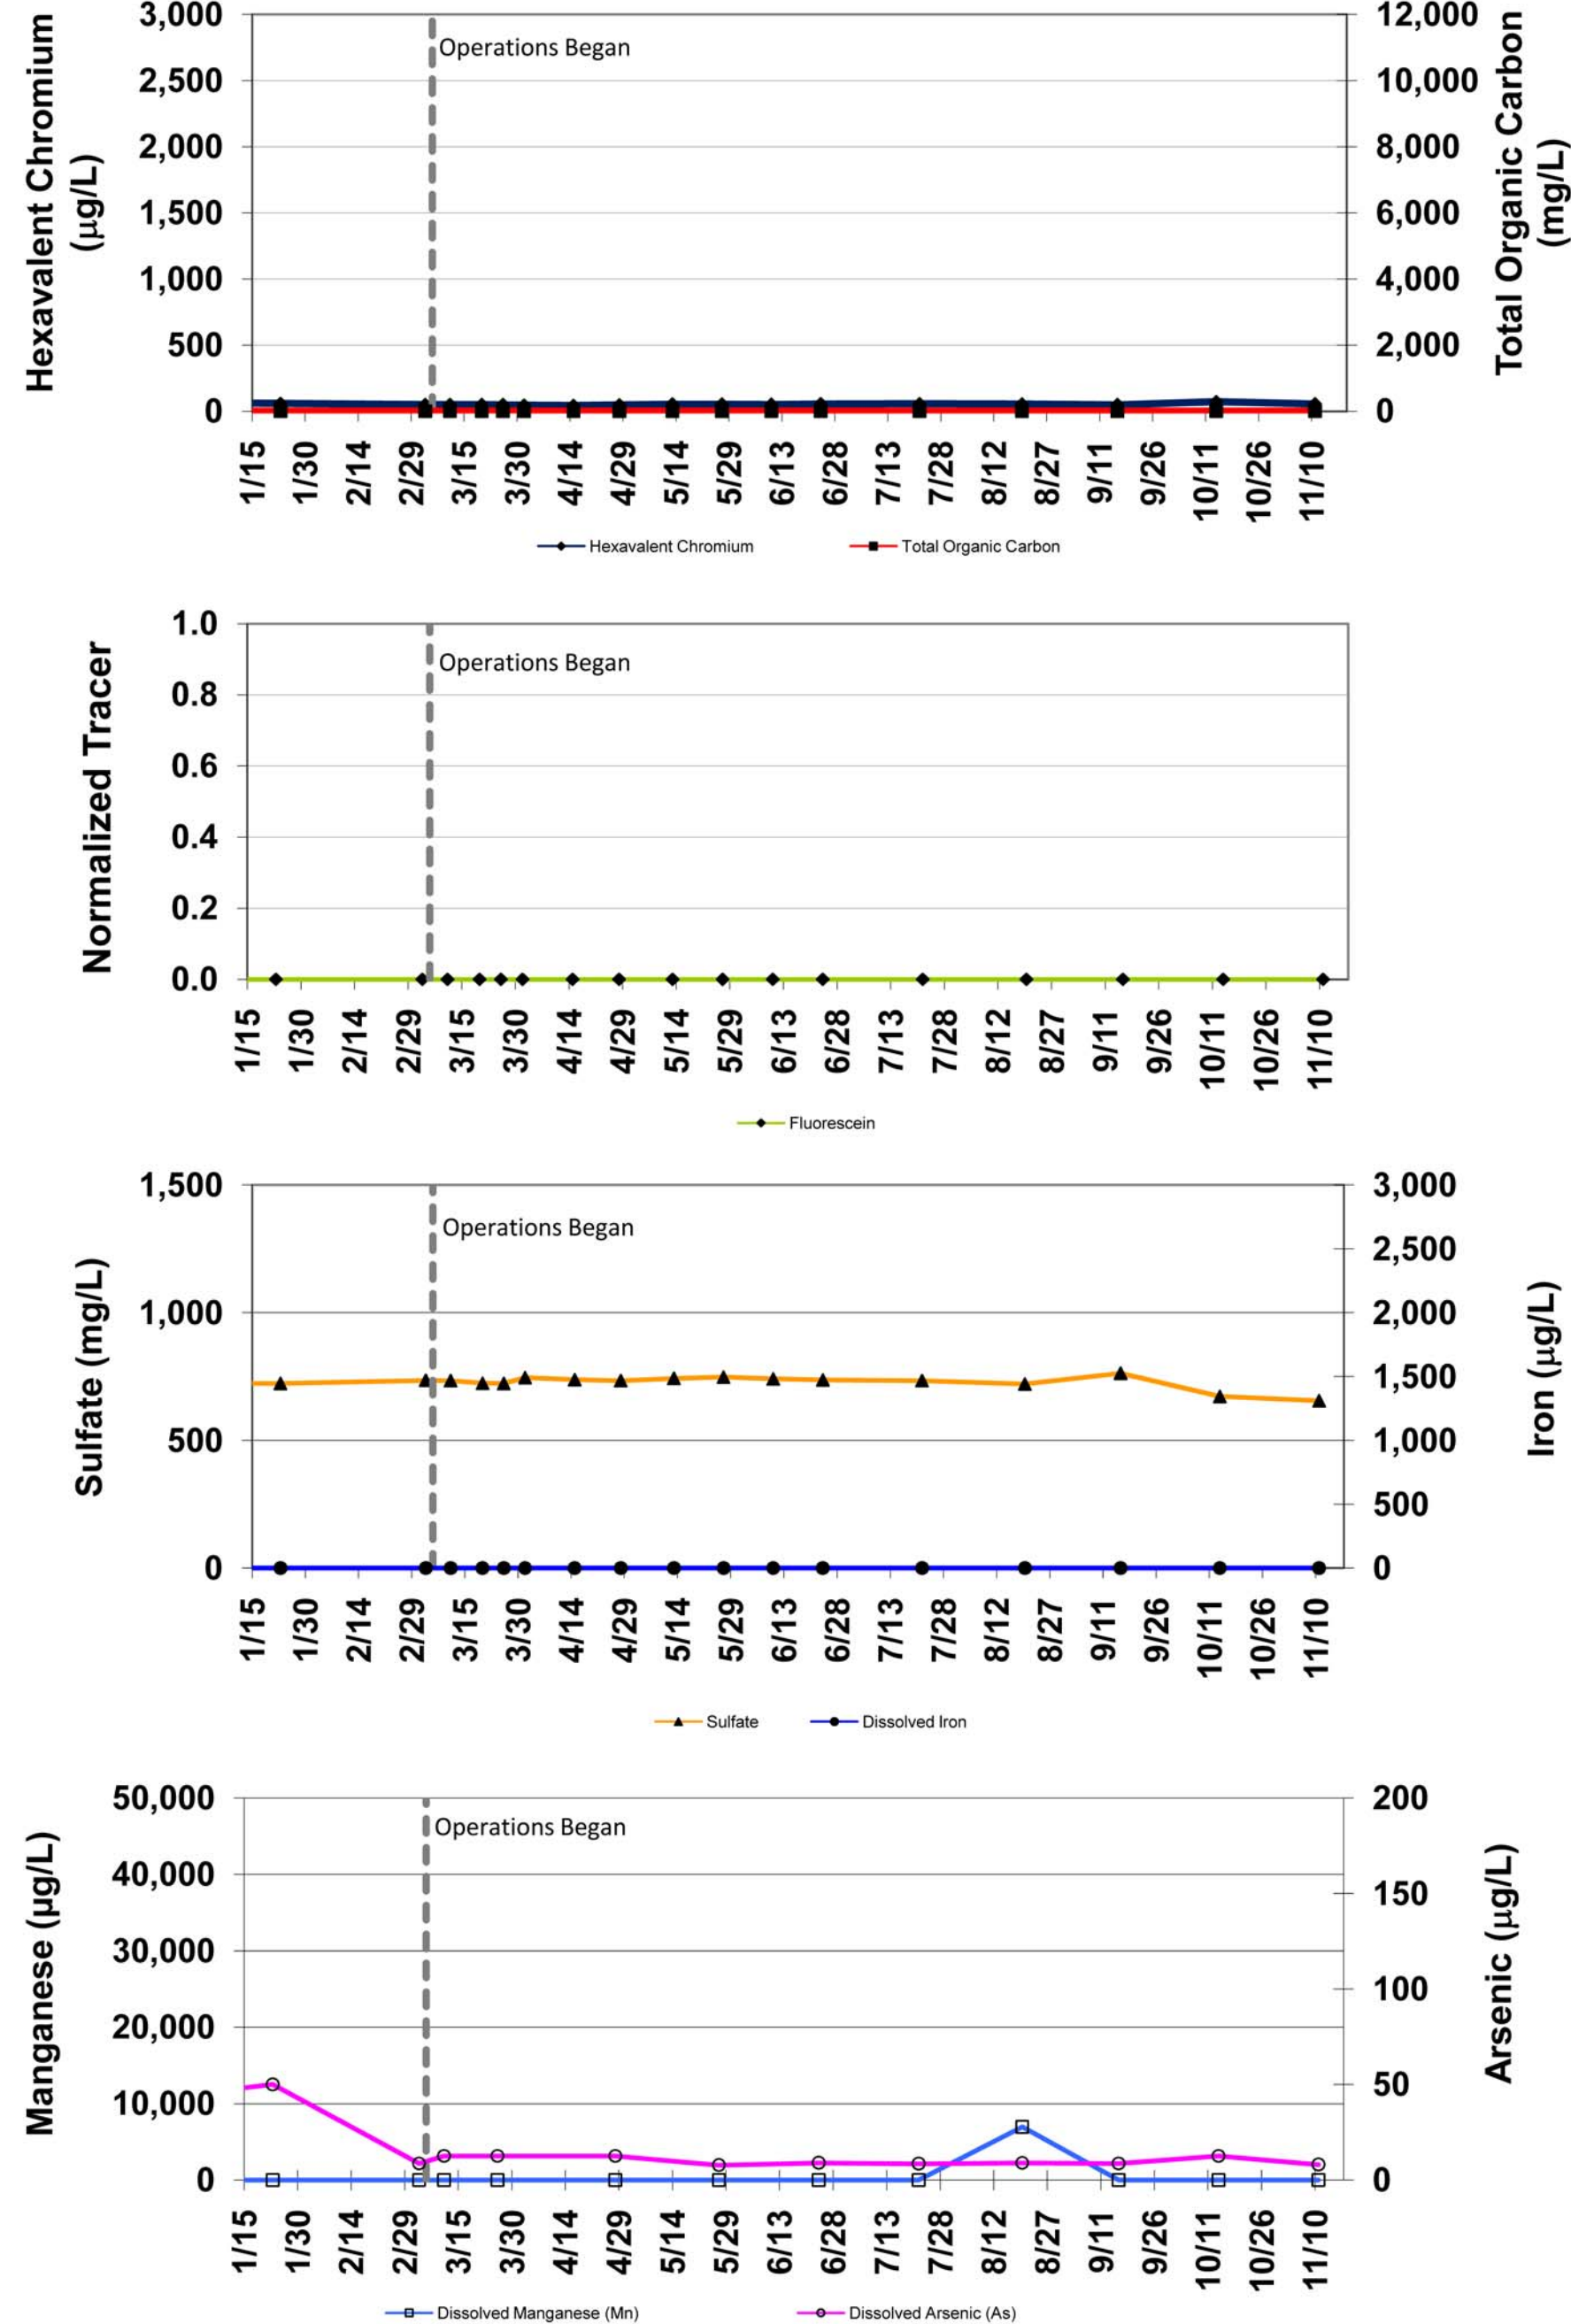 Hexavalent Chromium
(µg/L)
3,000
2,500
2,000
1,500
1,000
500
0
Operations Began
12,000
10,000
8,000
6,000
4,000
2,000
0
Total Organic Carbon
(mg/L)
1/15 1/30 2/14 2/29 3/15 3/30 4/14 4/29 5/14 5/29 6/13 6/28 7/13 7/28 8/12 8/27 9/11 9/26 10/11 10/26 11/10
Hexavalent Chromium Total Organic Carbon
Normalized Tracer
1.0
0.8
0.6
0.4
0.2
0.0
Operations Began
1/15 1/30 2/14 2/29 3/15 3/30 4/14 4/29 5/14 5/29 6/13 6/28 7/13 7/28 8/12 8/27 9/11 9/26 10/11 10/26 11/10
Fluorescein
Sulfate (mg/L)
1,500
1,000
500
0
Operations Began
3,000
2,500
2,000
1,500
1,000
500
0
Iron (µg/L)
1/15 1/30 2/14 2/29 3/15 3/30 4/14 4/29 5/14 5/29 6/13 6/28 7/13 7/28 8/12 8/27 9/11 9/26 10/11 10/26 11/10
Sulfate Dissolved Iron
Manganese (µg/L)
50,000
40,000
30,000
20,000
10,000
0
Operations Began
200
150
100
50
0
Arsenic (µg/L)
1/15 1/30 2/14 2/29 3/15 3/30 4/14 4/29 5/14 5/29 6/13 6/28 7/13 7/28 8/12 8/27 9/11 9/26 10/11 10/26 11/10
Dissolved Manganese (Mn) Dissolved Arsenic (As)